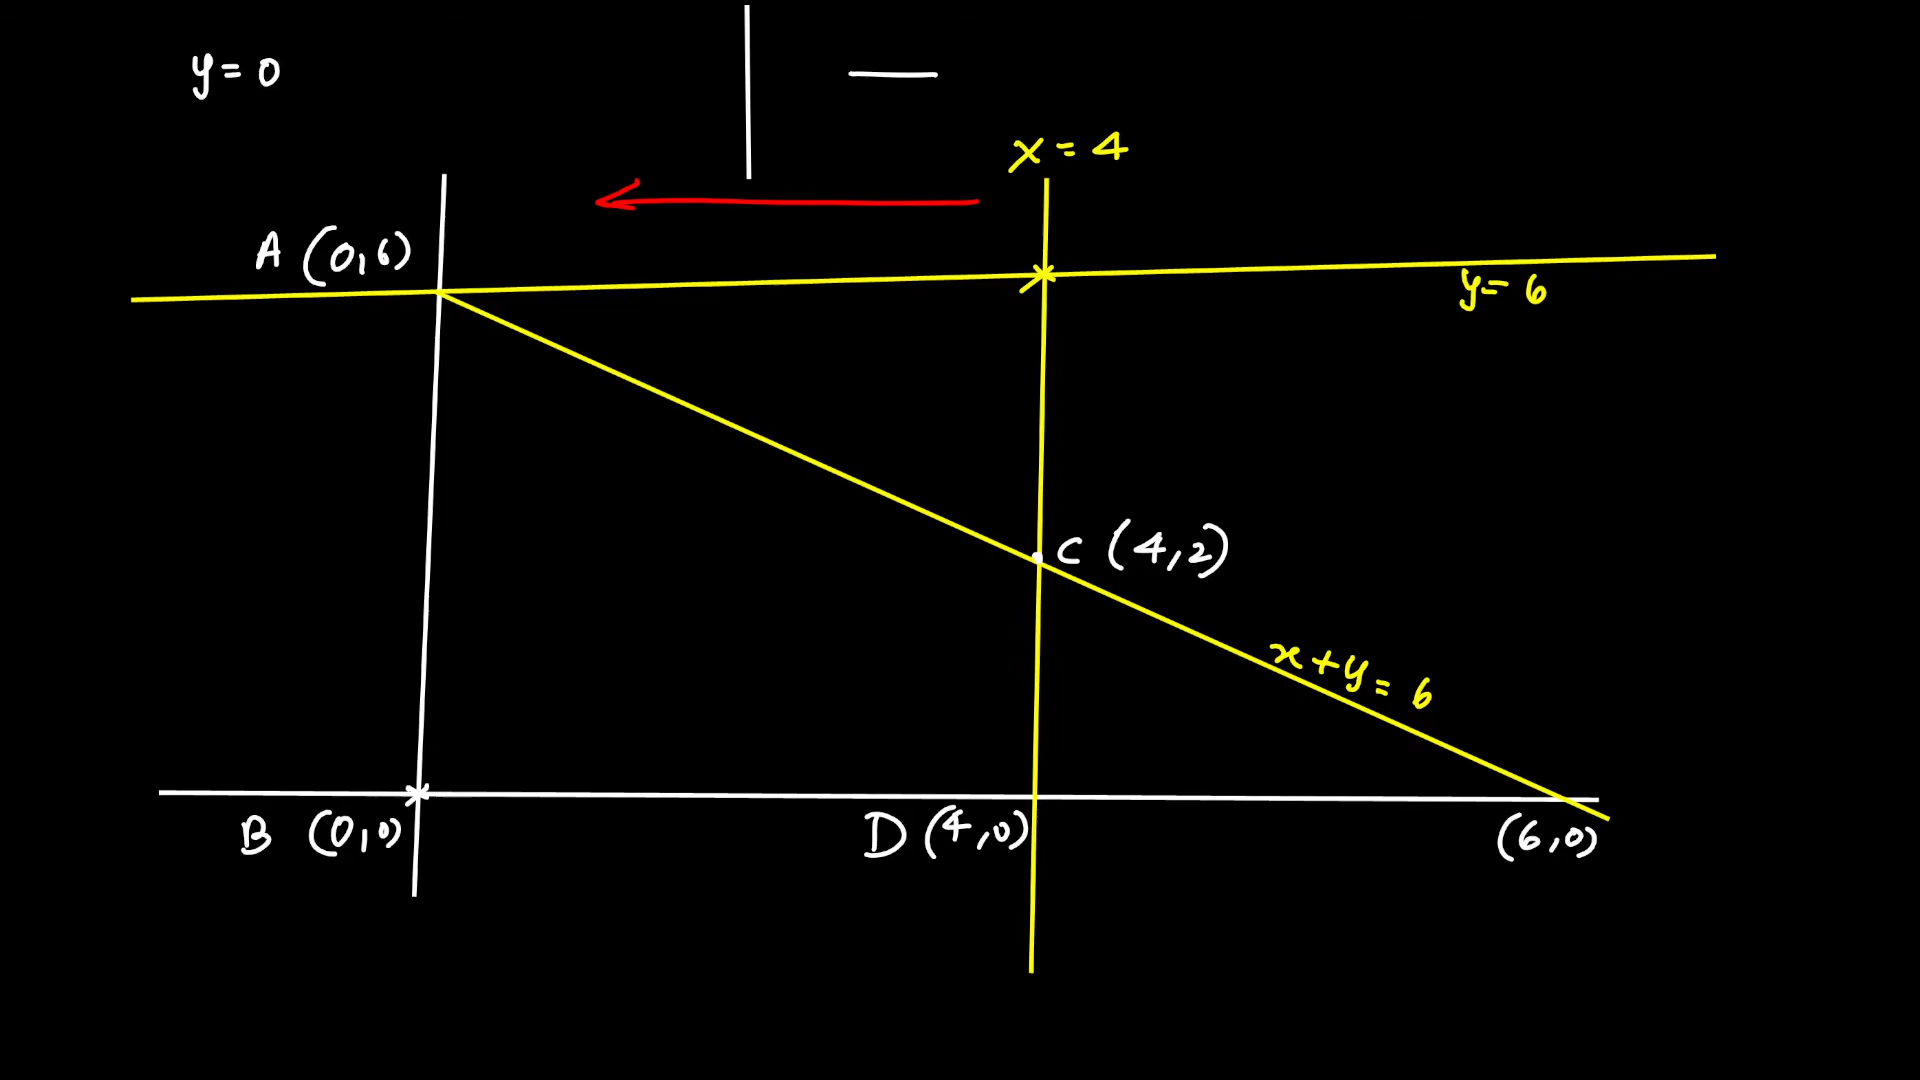 y = 0
x = 4
A (0,6)
y = 6
C (4,2)
x + y = 6
B (0,0)
D (4,0)
(6,0)